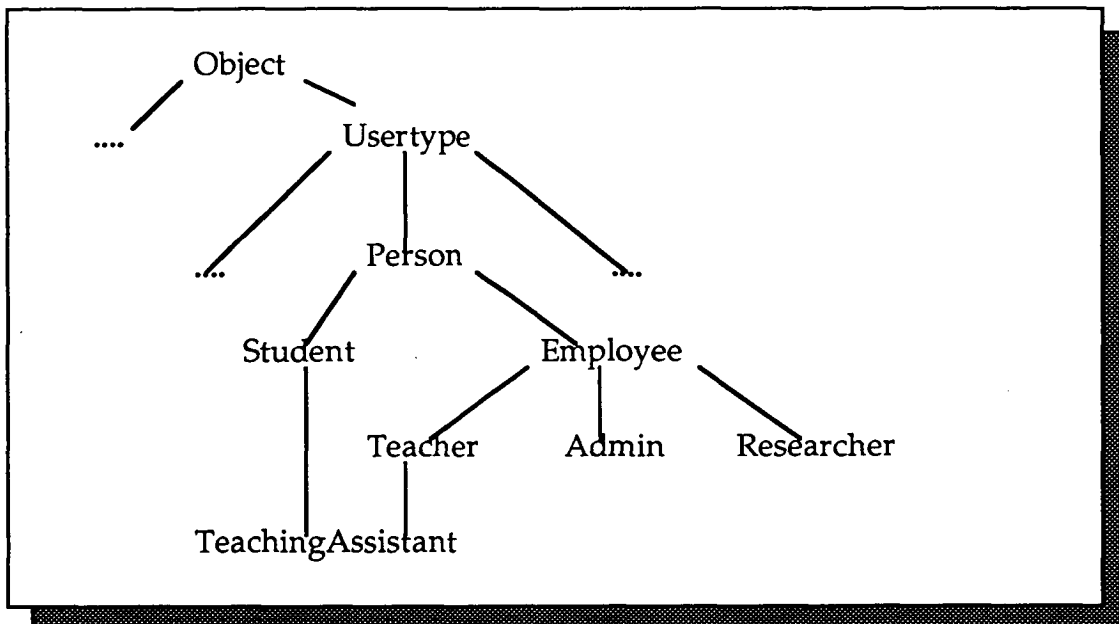 Object
....
Usertype
Person
.... ....
Student Employee
Teacher Admin Researcher
TeachingAssistant